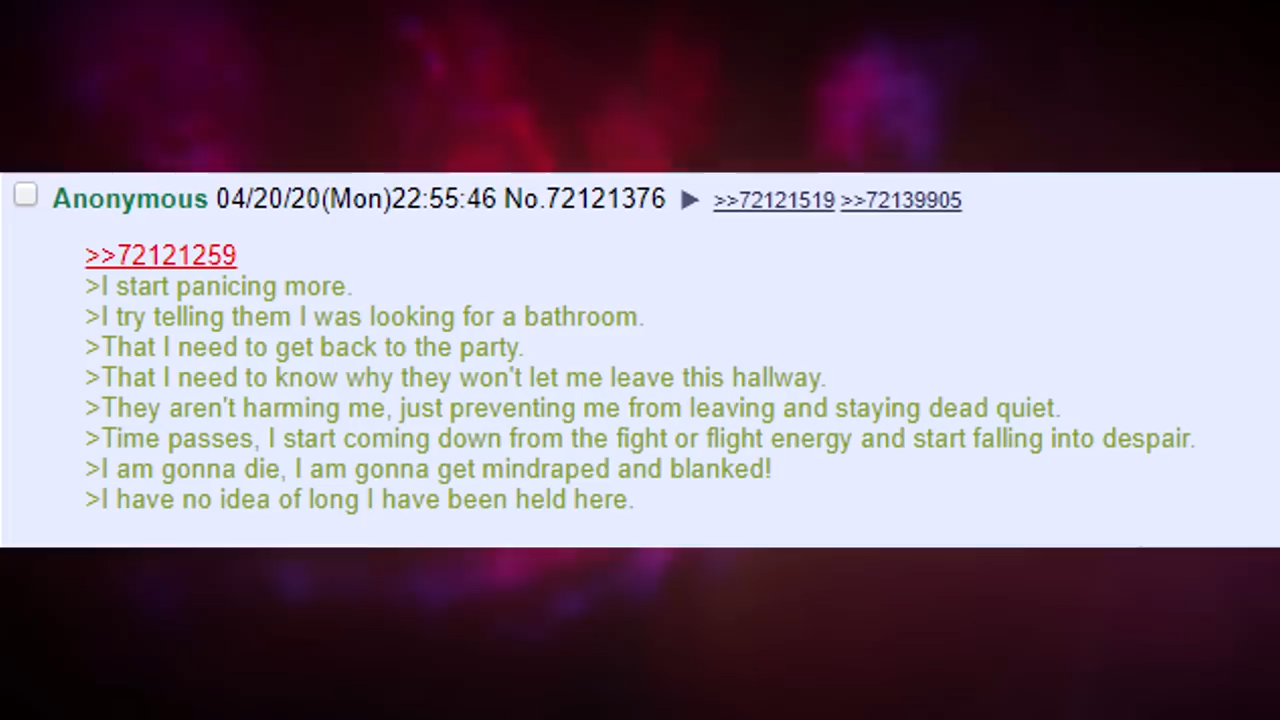 Anonymous 04/20/20(Mon)22:55:46 No.72121376 ▶ >>72121519 >>72139905
>>72121259
>I start panicing more.
>I try telling them I was looking for a bathroom.
>That I need to get back to the party.
>That I need to know why they won't let me leave this hallway.
>They aren't harming me, just preventing me from leaving and staying dead quiet.
>Time passes, I start coming down from the fight or flight energy and start falling into despair.
>I am gonna die, I am gonna get mindraped and blanked!
>I have no idea of long I have been held here.